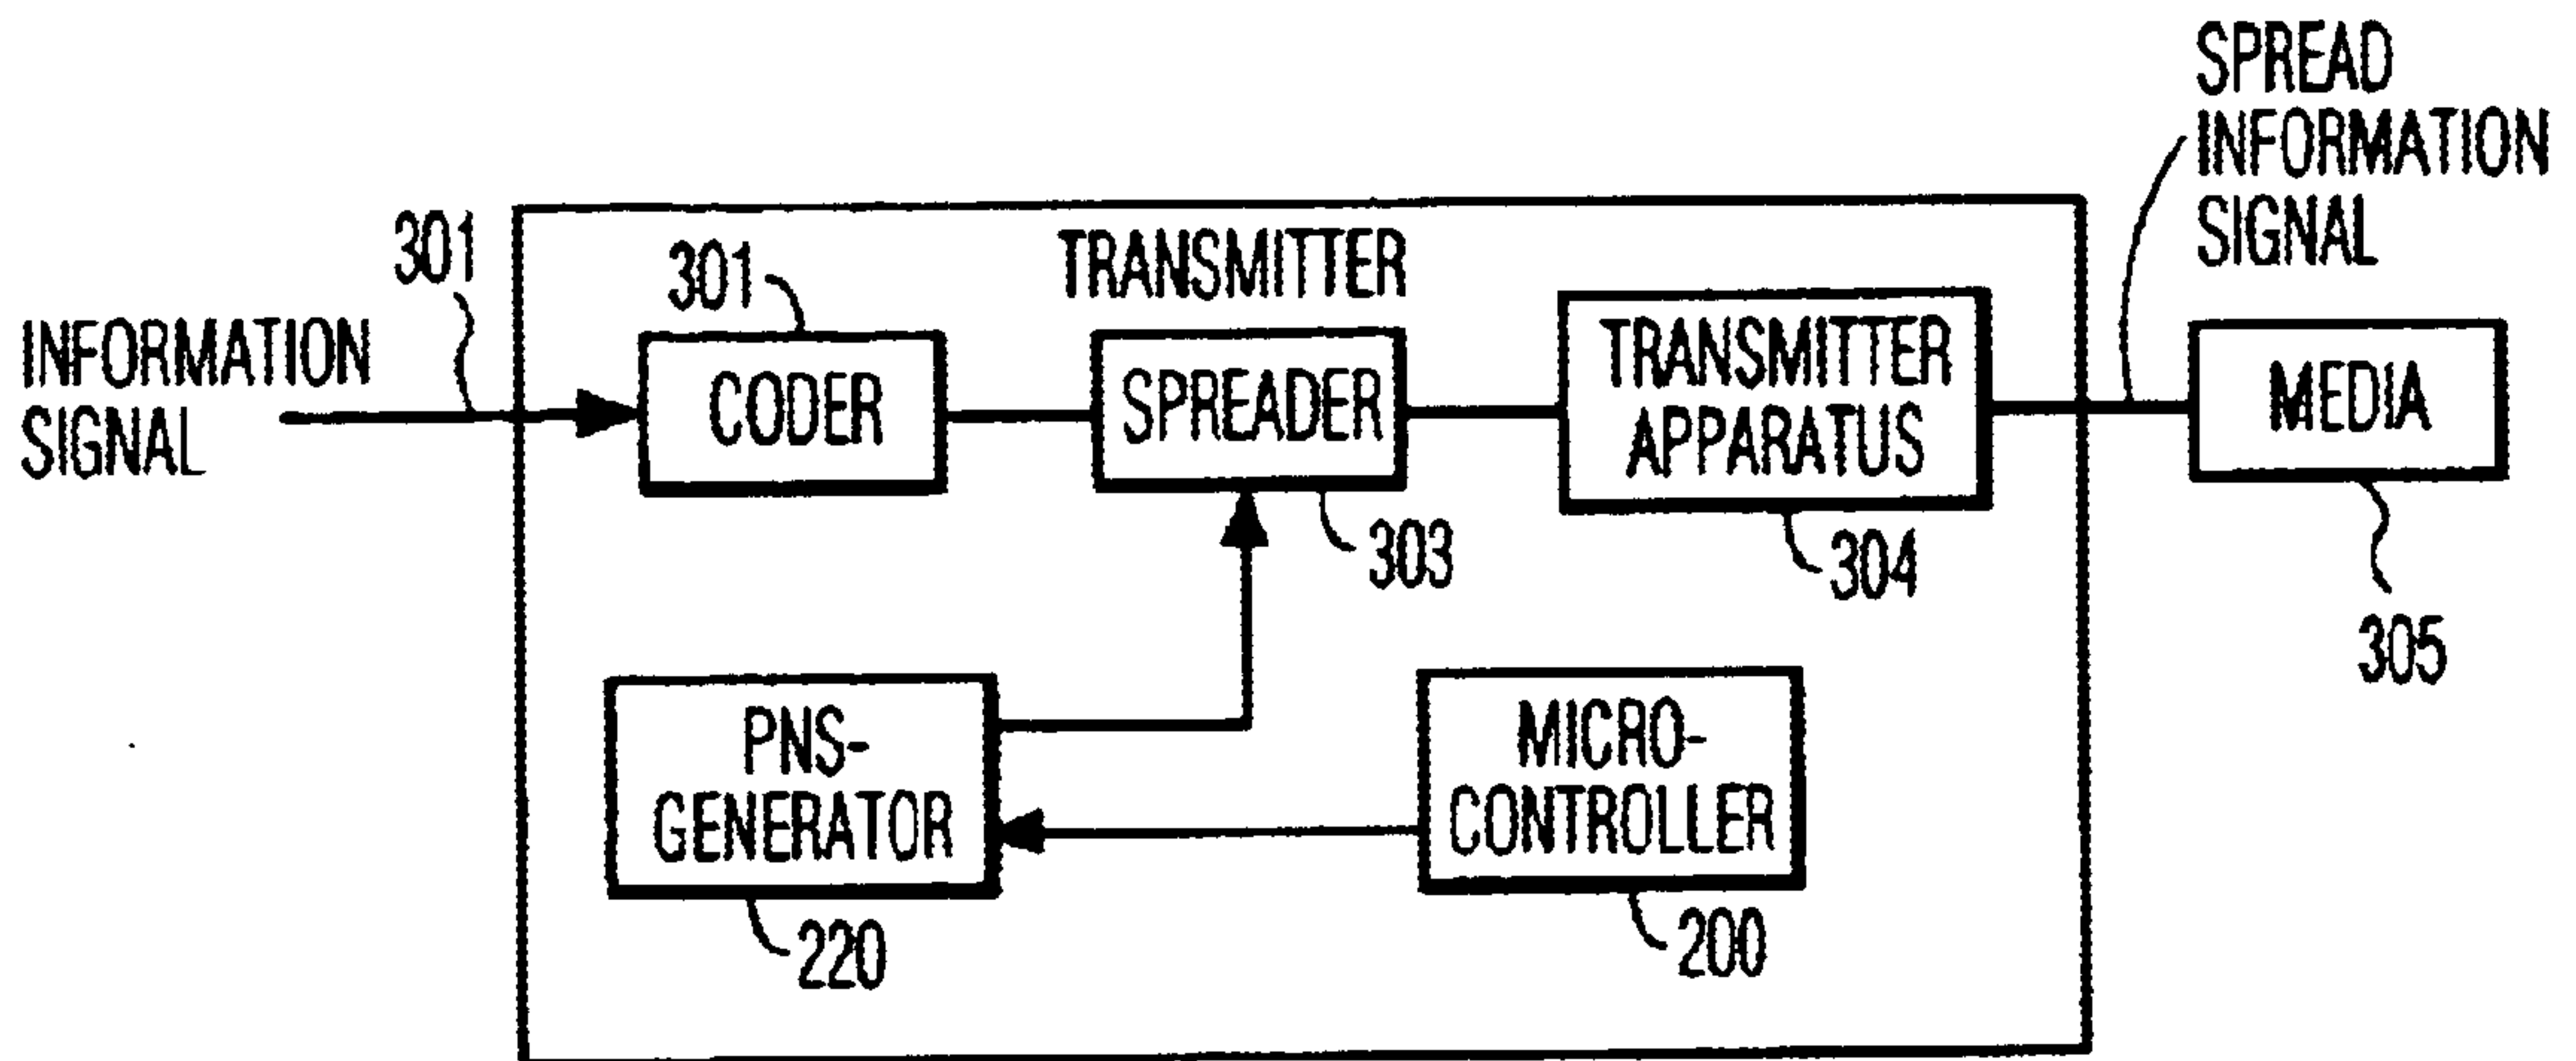 SPREAD
INFORMATION
SIGNAL
301
301
TRANSMITTER
INFORMATION
SIGNAL
CODER
SPREADER
TRANSMITTER
APPARATUS
MEDIA
303
304
305
PNS-
GENERATOR
MICRO-
CONTROLLER
220
200